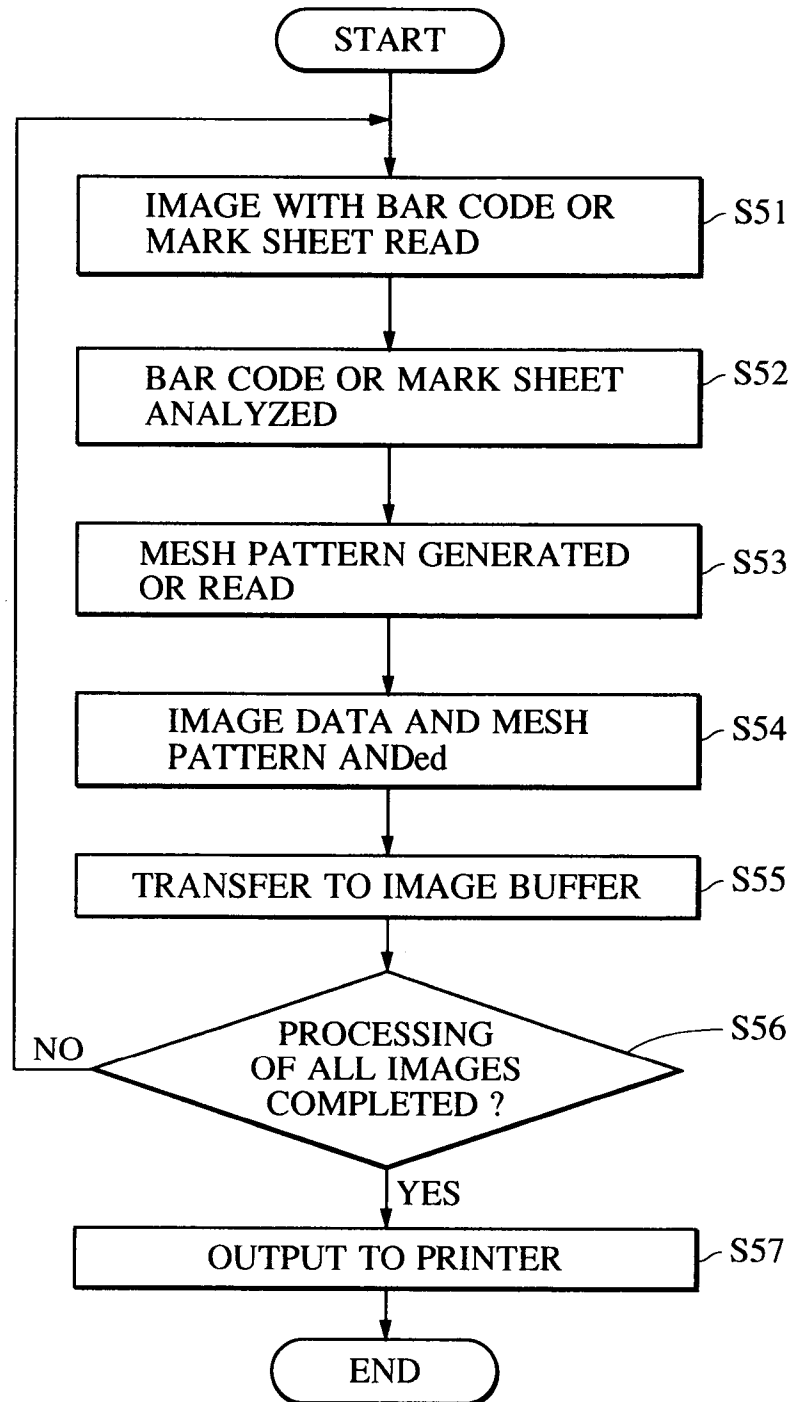 START
IMAGE WITH BAR CODE OR
MARK SHEET READ
S51
BAR CODE OR MARK SHEET
ANALYZED
S52
MESH PATTERN GENERATED
OR READ
S53
IMAGE DATA AND MESH
PATTERN ANDed
S54
TRANSFER TO IMAGE BUFFER
S55
PROCESSING
OF ALL IMAGES
COMPLETED ?
S56
NO
YES
OUTPUT TO PRINTER
S57
END